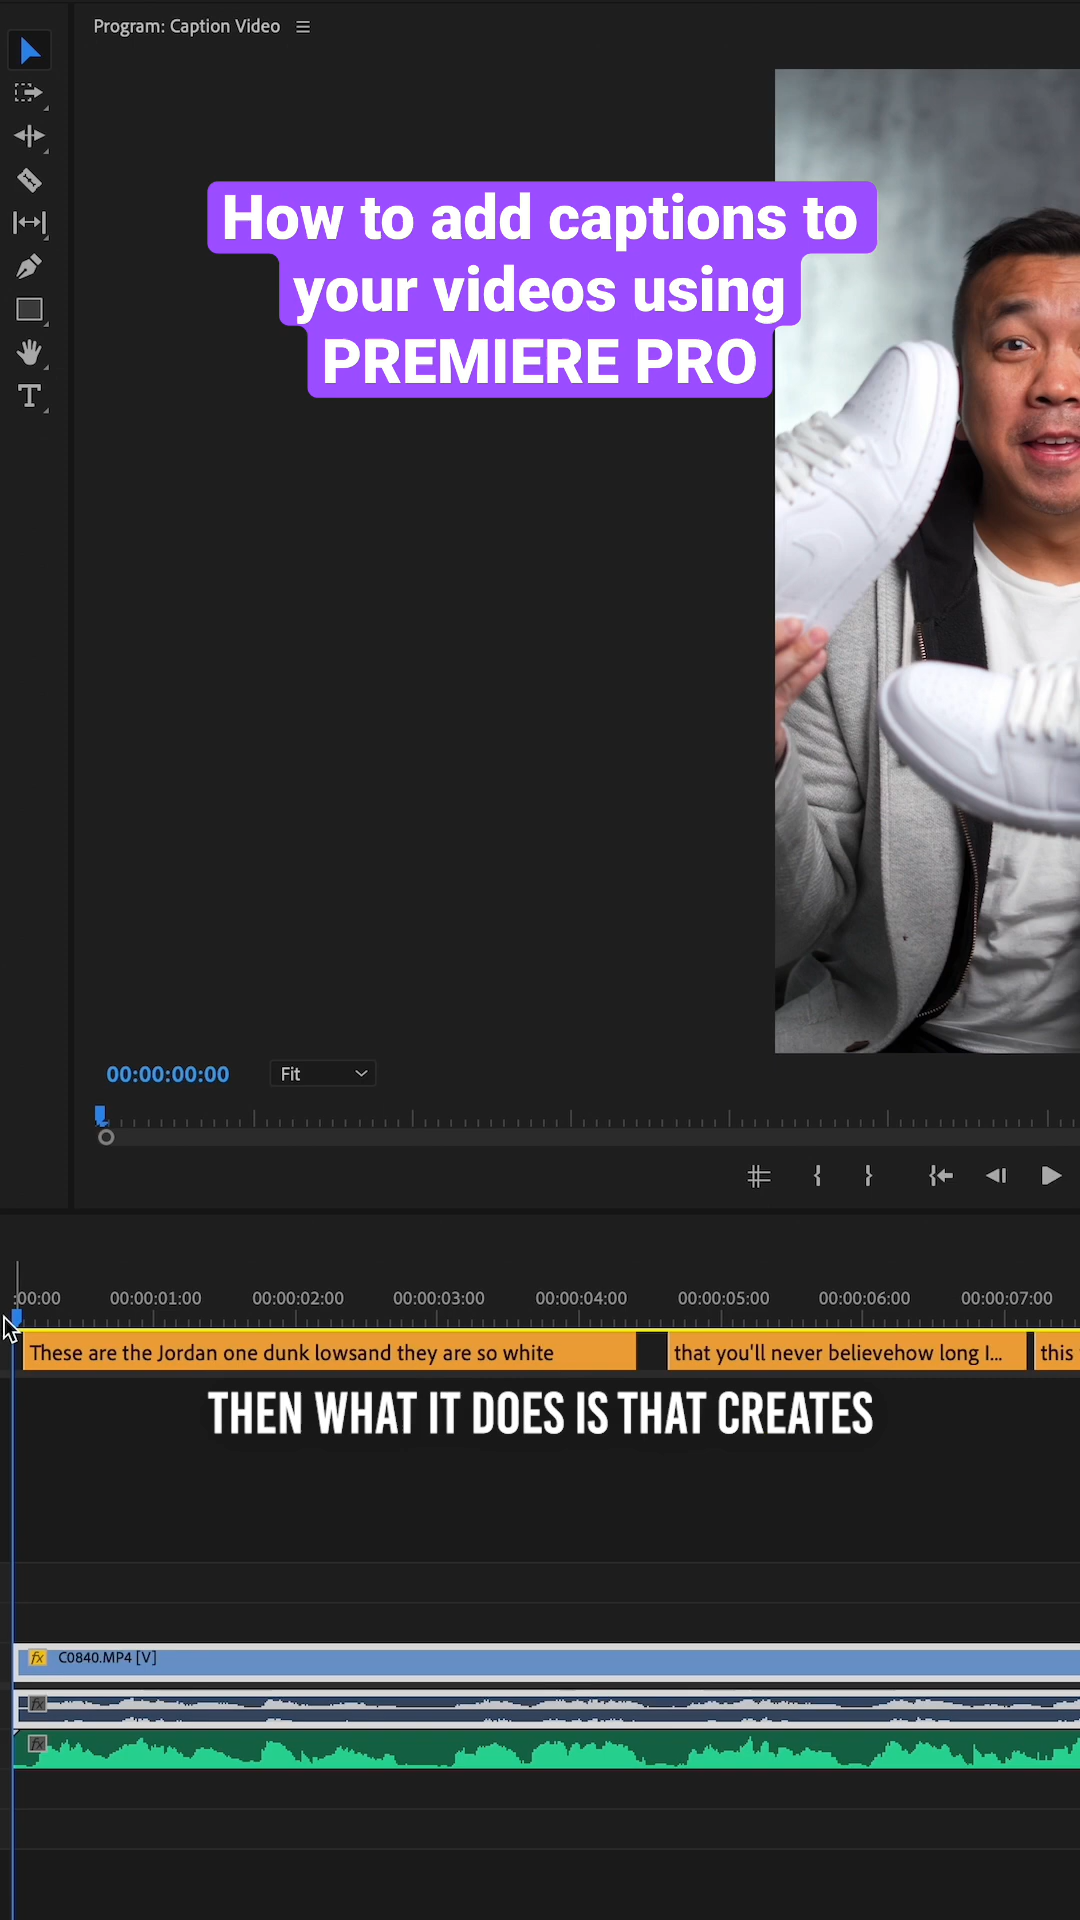 Program: Caption Video
How to add captions to
your videos using
PREMIERE PRO
T
00:00:00:00
Fit
:00:00 00:00:01:00 00:00:02:00 00:00:03:00 00:00:04:00 00:00:05:00 00:00:06:00 00:00:07:00
These are the Jordan one dunk lowsand they are so white that you'll never believehow long I... this
THEN WHAT IT DOES IS THAT CREATES
fx C0840.MP4 [V]
fx
fx